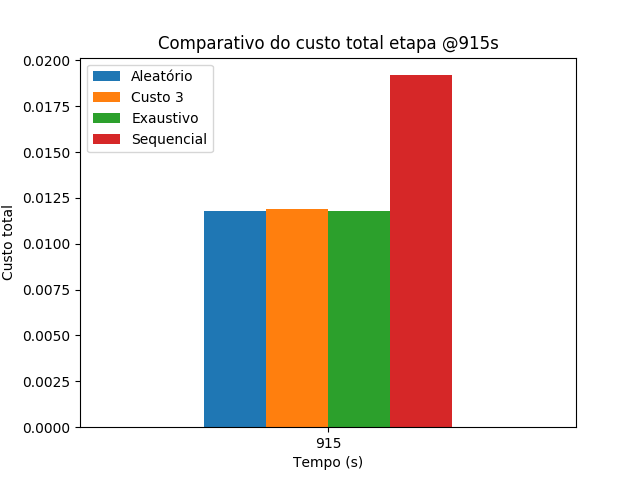 Comparativo do custo total etapa @915s
0.0200
0.0175
0.0150
0.0125
0.0100
0.0075
0.0050
0.0025
0.0000
Custo total
Aleatório
Custo 3
Exaustivo
Sequencial
915
Tempo (s)